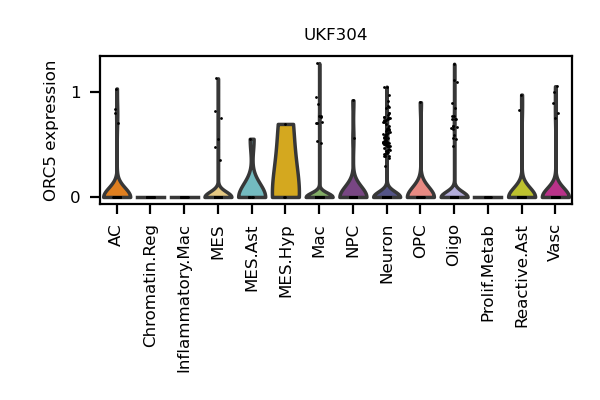 UKF304
ORC5 expression
1
0
AC
Chromatin.Reg
Inflammatory.Mac
MES
MES.Ast
MES.Hyp
Mac
NPC
Neuron
OPC
Oligo
Prolif.Metab
Reactive.Ast
Vasc